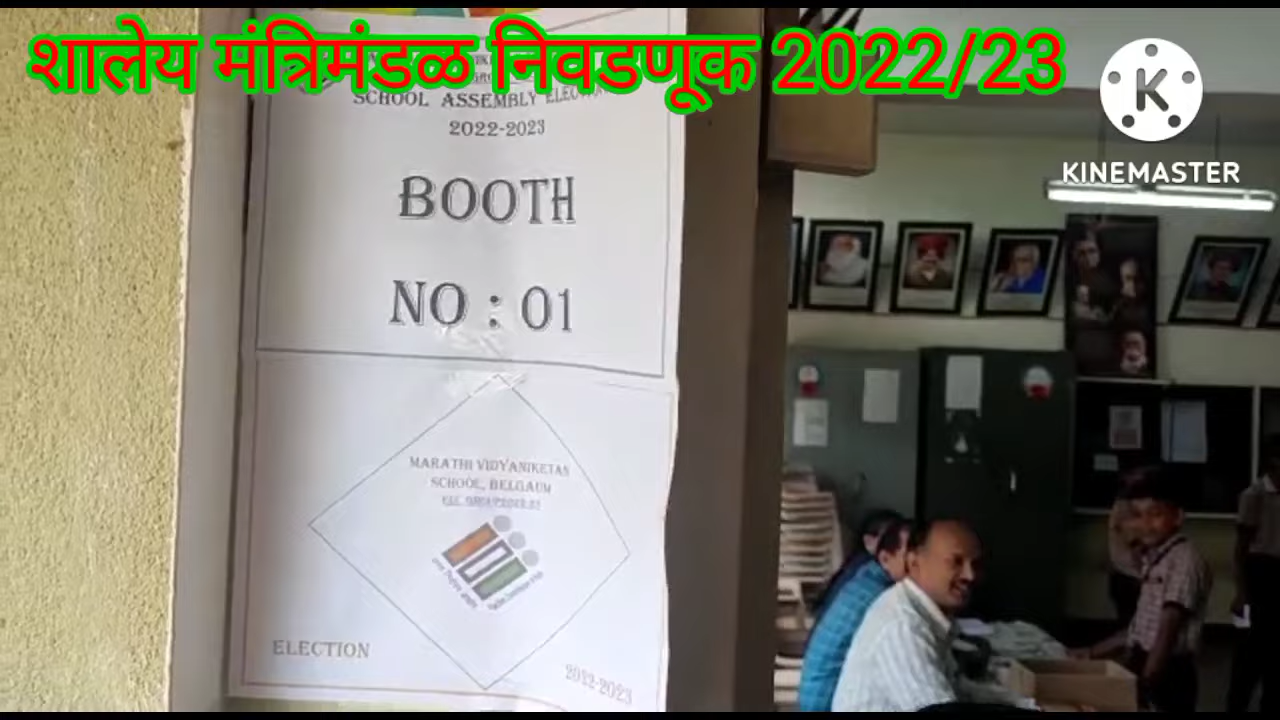 शालेय मंत्रिमंडळ निवडणूक 2022/23
K
KINEMASTER
SCHOOL ASSEMBLY ELECTION
2022-2023
BOOTH
NO : 01
MARATHI VIDYANIKETAN
SCHOOL, BELGAUM
ELECTION
2022-2023